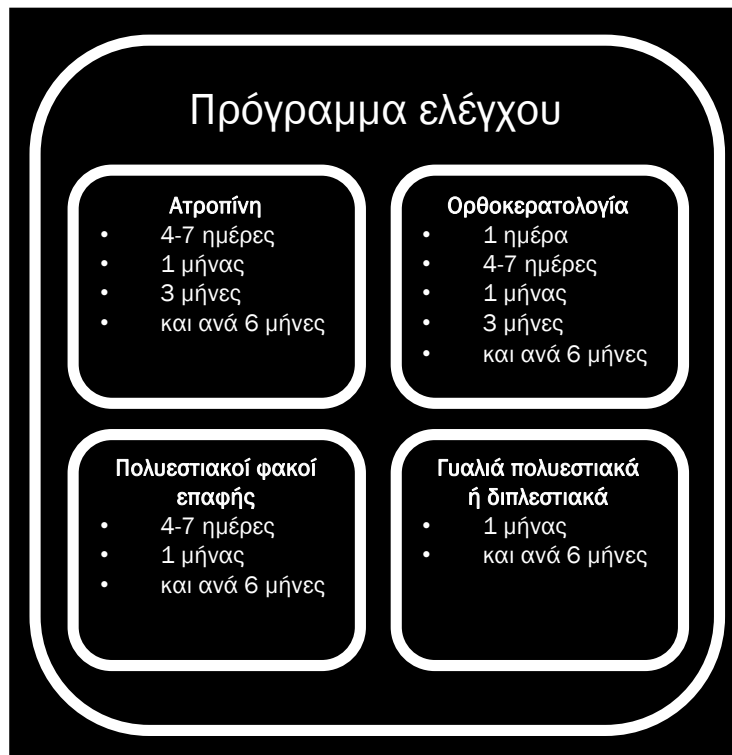 Πρόγραμμα ελέγχου
Ατροπίνη
• 4-7 ημέρες
• 1 μήνας
• 3 μήνες
• και ανά 6 μήνες
Ορθοκερατολογία
• 1 ημέρα
• 4-7 ημέρες
• 1 μήνας
• 3 μήνες
• και ανά 6 μήνες
Πολυεστιακοί φακοί
επαφής
• 4-7 ημέρες
• 1 μήνας
• και ανά 6 μήνες
Γυαλιά πολυεστιακά
ή διπλεστιακά
• 1 μήνας
• και ανά 6 μήνες